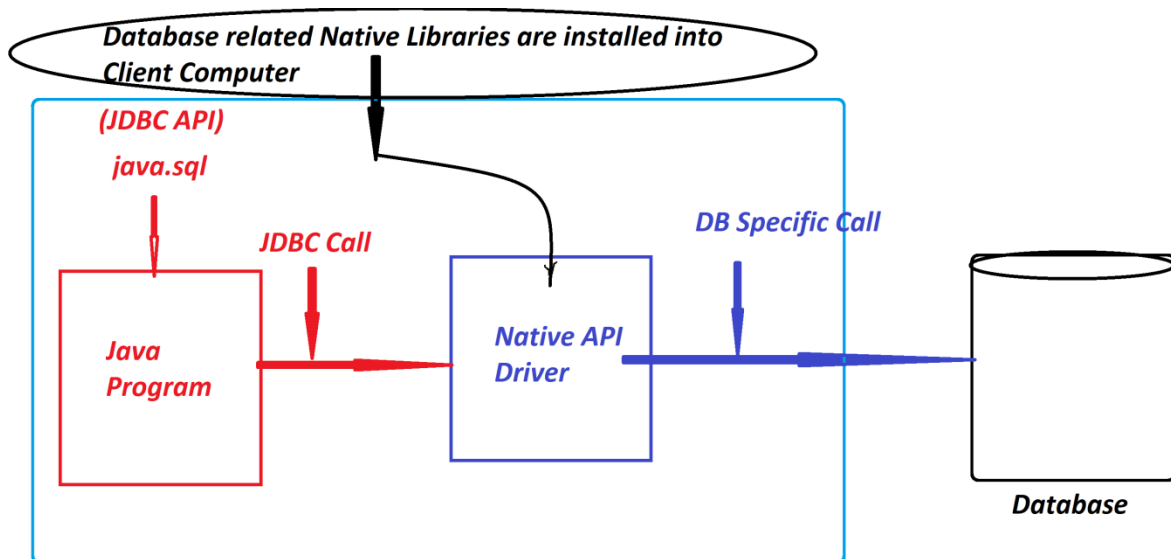 Database related Native Libraries are installed into
Client Computer
(JDBC API)
java.sql
JDBC Call
DB Specific Call
Java
Program
Native API
Driver
Database